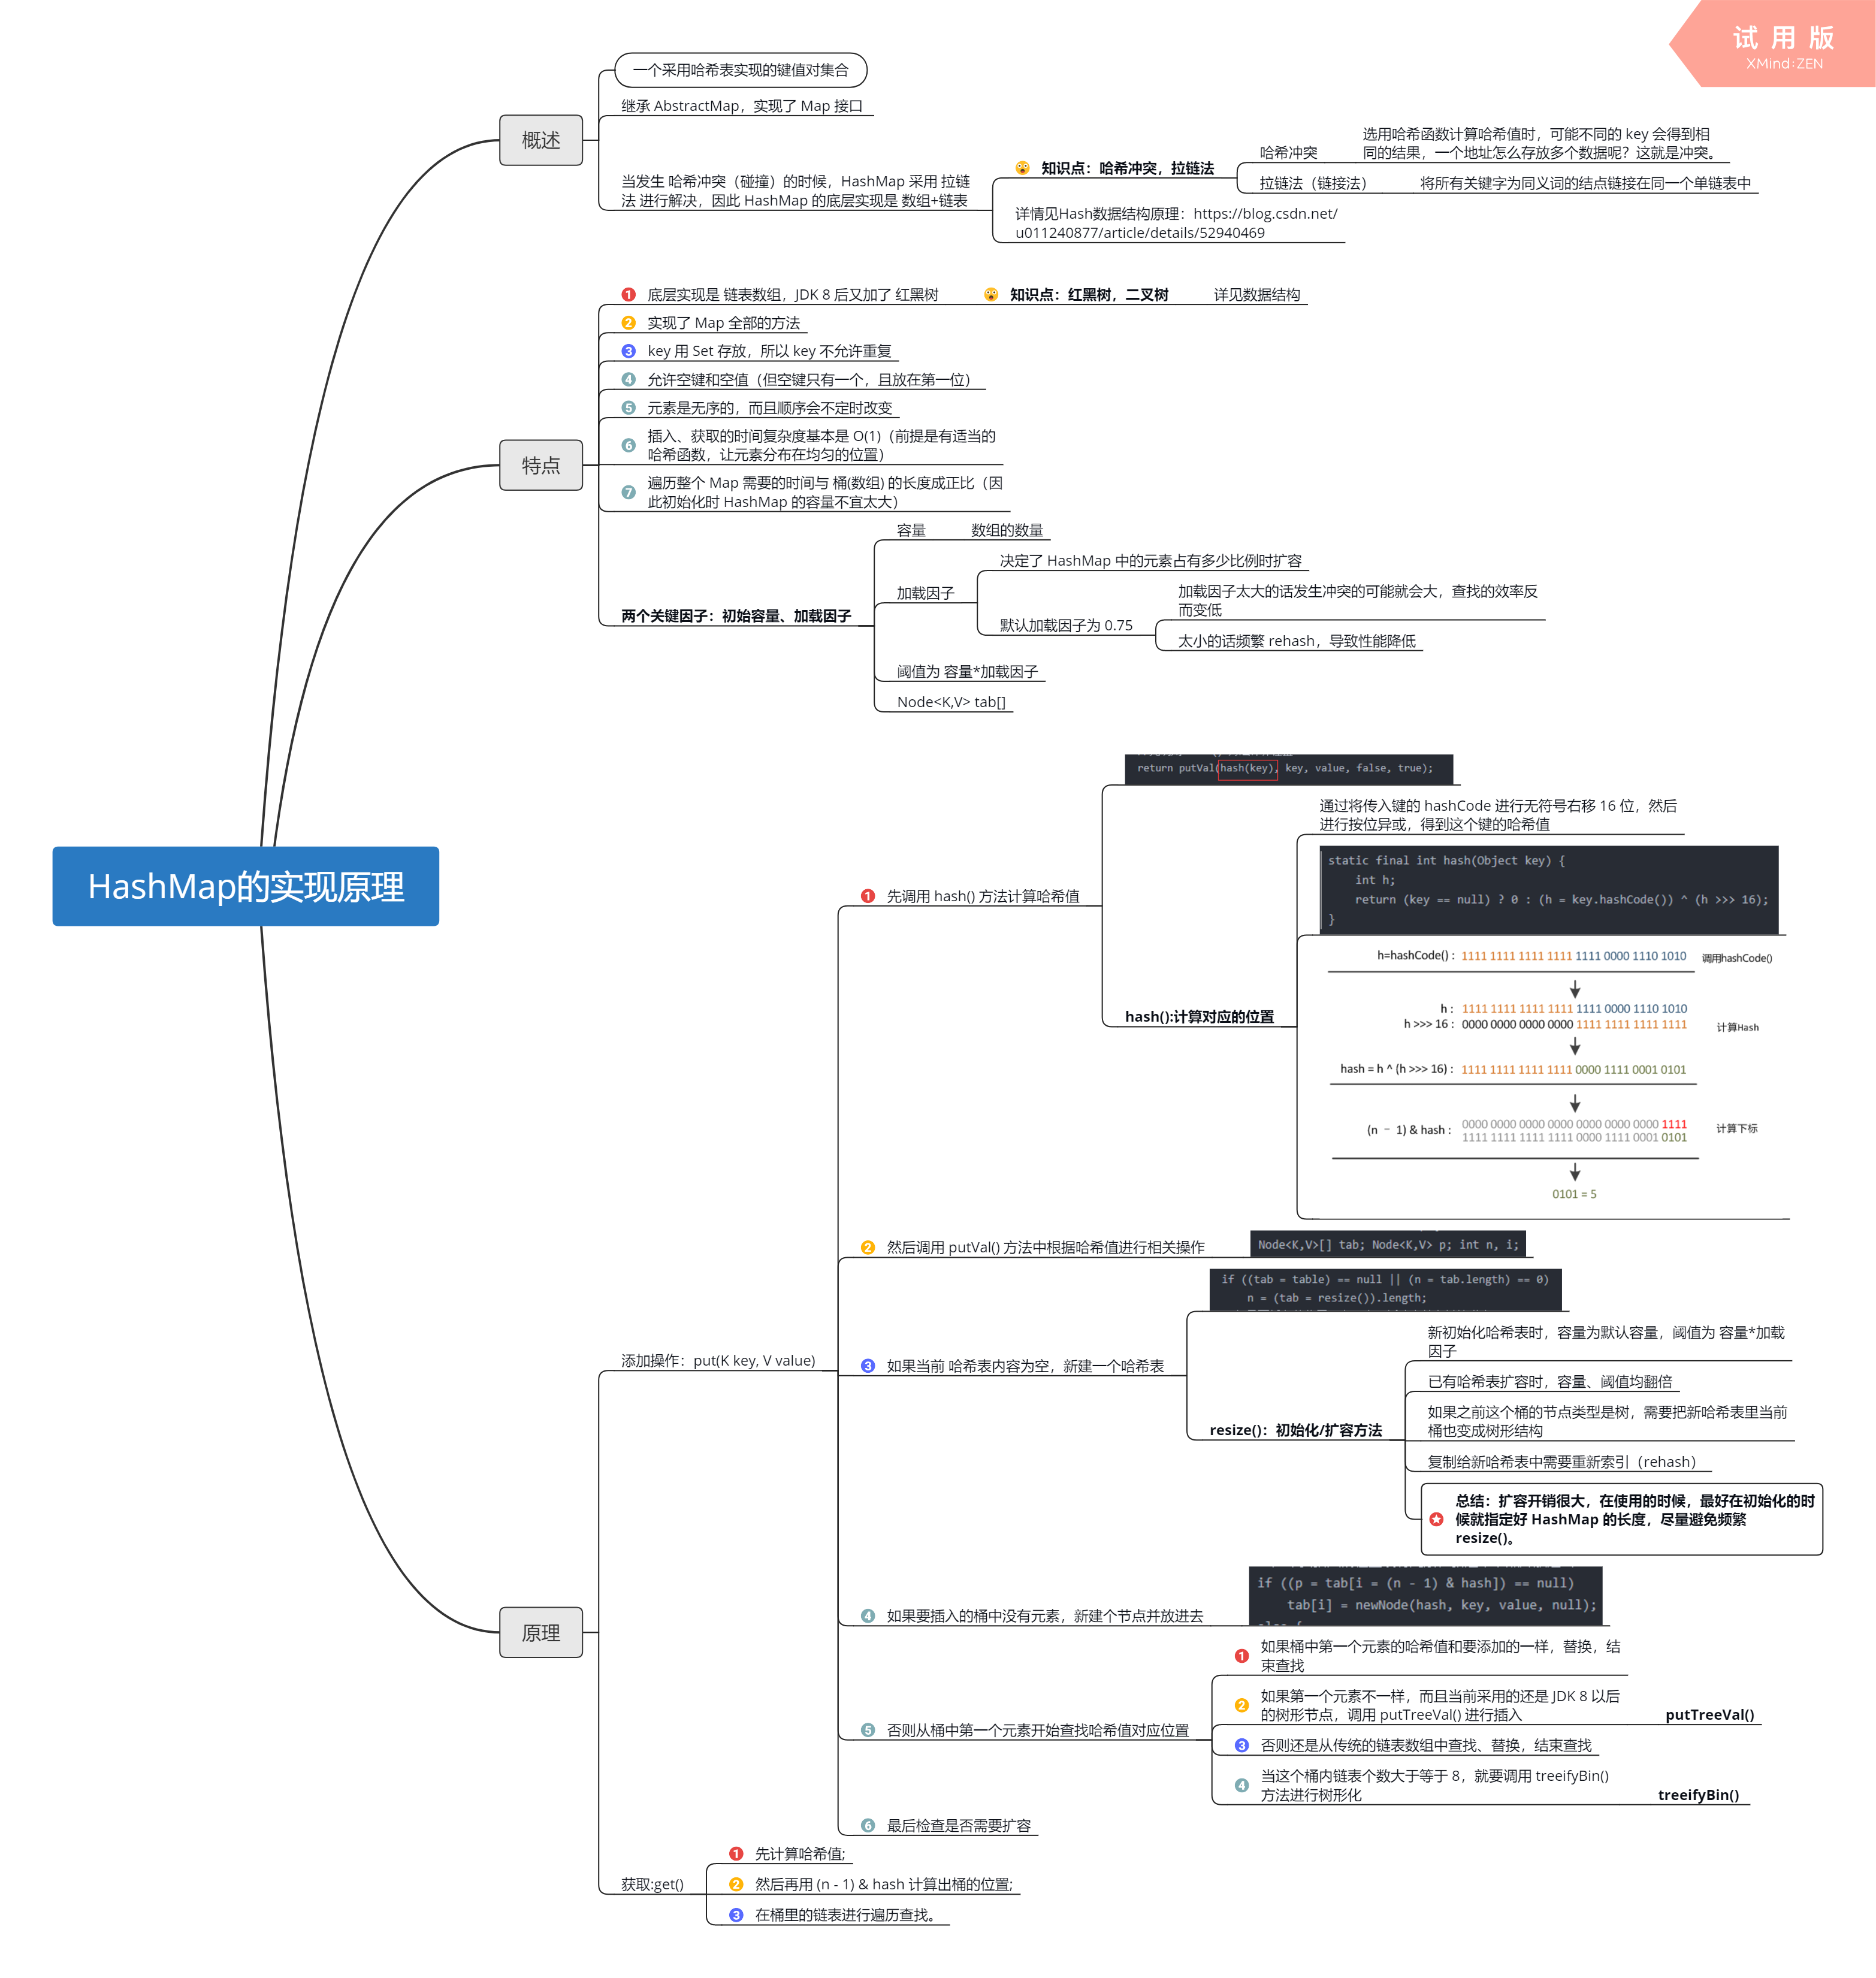 试 用 版
XMind:ZEN
HashMap的实现原理
概述
一个采用哈希表实现的键值对集合
继承 AbstractMap，实现了 Map 接口
当发生 哈希冲突（碰撞）的时候，HashMap 采用 拉链
法 进行解决，因此 HashMap 的底层实现是 数组+链表
知识点：哈希冲突，拉链法
哈希冲突
选用哈希函数计算哈希值时，可能不同的 key 会得到相
同的结果，一个地址怎么存放多个数据呢？这就是冲突。
拉链法（链接法）
将所有关键字为同义词的结点链接在同一个单链表中
详情见Hash数据结构原理：https://blog.csdn.net/
u011240877/article/details/52940469
特点
1 底层实现是 链表数组，JDK 8 后又加了 红黑树
知识点：红黑树，二叉树
详见数据结构
2 实现了 Map 全部的方法
3 key 用 Set 存放，所以 key 不允许重复
4 允许空键和空值（但空键只有一个，且放在第一位）
5 元素是无序的，而且顺序会不定时改变
6 插入、获取的时间复杂度基本是 O(1)（前提是有适当的
哈希函数，让元素分布在均匀的位置）
7 遍历整个 Map 需要的时间与 桶(数组) 的长度成正比（因
此初始化时 HashMap 的容量不宜太大）
两个关键因子：初始容量、加载因子
容量
数组的数量
加载因子
决定了 HashMap 中的元素占有多少比例时扩容
默认加载因子为 0.75
加载因子太大的话发生冲突的可能就会大，查找的效率反
而变低
太小的话频繁 rehash，导致性能降低
阈值为 容量*加载因子
Node<K,V> tab[]
原理
添加操作：put(K key, V value)
1 先调用 hash() 方法计算哈希值
return putVal(hash(key), key, value, false, true);
hash():计算对应的位置
通过将传入键的 hashCode 进行无符号右移 16 位，然后
进行按位异或，得到这个键的哈希值
static final int hash(Object key) {
int h;
return (key == null) ? 0 : (h = key.hashCode()) ^ (h >>> 16);
}
h=hashCode() : 1111 1111 1111 1111 1111 0000 1110 1010 调用hashCode()
h : 1111 1111 1111 1111 1111 0000 1110 1010
h >>> 16 : 0000 0000 0000 0000 1111 1111 1111 1111 计算Hash
hash = h ^ (h >>> 16) : 1111 1111 1111 1111 0000 1111 0001 0101
(n － 1) & hash : 0000 0000 0000 0000 0000 0000 0000 1111 计算下标
1111 1111 1111 1111 0000 1111 0001 0101
0101 = 5
2 然后调用 putVal() 方法中根据哈希值进行相关操作
Node<K,V>[] tab; Node<K,V> p; int n, i;
3 如果当前 哈希表内容为空，新建一个哈希表
if ((tab = table) == null || (n = tab.length) == 0)
n = (tab = resize()).length;
resize()：初始化/扩容方法
新初始化哈希表时，容量为默认容量，阈值为 容量*加载
因子
已有哈希表扩容时，容量、阈值均翻倍
如果之前这个桶的节点类型是树，需要把新哈希表里当前
桶也变成树形结构
复制给新哈希表中需要重新索引（rehash）
总结：扩容开销很大，在使用的时候，最好在初始化的时
候就指定好 HashMap 的长度，尽量避免频繁
resize()。
4 如果要插入的桶中没有元素，新建个节点并放进去
if ((p = tab[i = (n - 1) & hash]) == null)
tab[i] = newNode(hash, key, value, null);
5 否则从桶中第一个元素开始查找哈希值对应位置
1 如果桶中第一个元素的哈希值和要添加的一样，替换，结
束查找
2 如果第一个元素不一样，而且当前采用的还是 JDK 8 以后
的树形节点，调用 putTreeVal() 进行插入
putTreeVal()
3 否则还是从传统的链表数组中查找、替换，结束查找
4 当这个桶内链表个数大于等于 8，就要调用 treeifyBin()
方法进行树形化
treeifyBin()
6 最后检查是否需要扩容
获取:get()
1 先计算哈希值;
2 然后再用 (n - 1) & hash 计算出桶的位置;
3 在桶里的链表进行遍历查找。